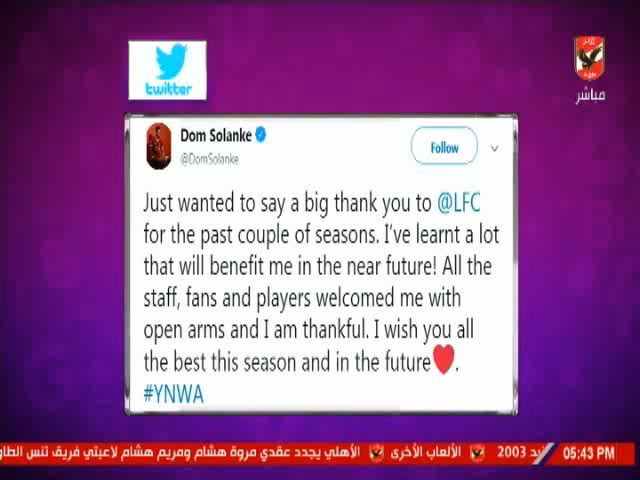 twitter
مباشر
Dom Solanke
@DomSolanke
Follow
Just wanted to say a big thank you to @LFC
for the past couple of seasons. I've learnt a lot
that will benefit me in the near future! All the
staff, fans and players welcomed me with
open arms and I am thankful. I wish you all
the best this season and in the future❤.
#YNWA
2003 الألعاب الأخرى الأهلي يجدد عقدي مروة هشام ومريم هشام لاعبتي فريق تنس
05:43 PM